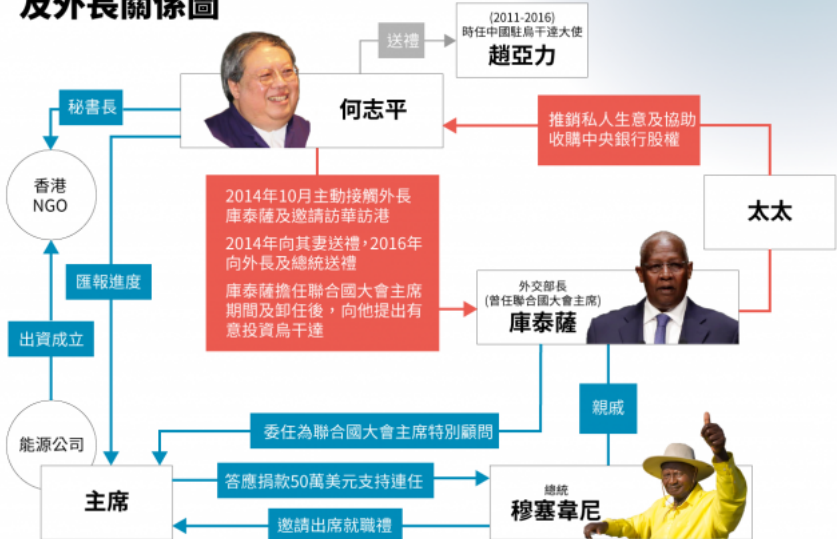 及外長關係圖
送禮
(2011-2016)
時任中國駐烏干達大使
趙亞力
秘書長
何志平
推銷私人生意及協助
收購中央銀行股權
香港
NGO
2014年10月主動接觸外長
庫泰薩及邀請訪華訪港
2014年向其妻送禮，2016年
向外長及總統送禮
庫泰薩擔任聯合國大會主席
期間及卸任後，向他提出有
意投資烏干達
太太
匯報進度
外交部長
(曾任聯合國大會主席)
庫泰薩
出資成立
親戚
能源公司
委任為聯合國大會主席特別顧問
主席
答應捐款50萬美元支持連任
總統
穆塞韋尼
邀請出席就職禮